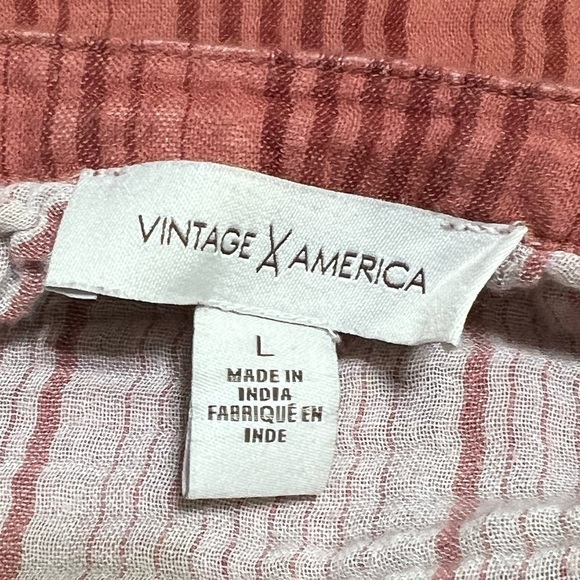 VINTAGE AMERICA
L
MADE IN
INDIA
FABRIQUÉ EN
INDE